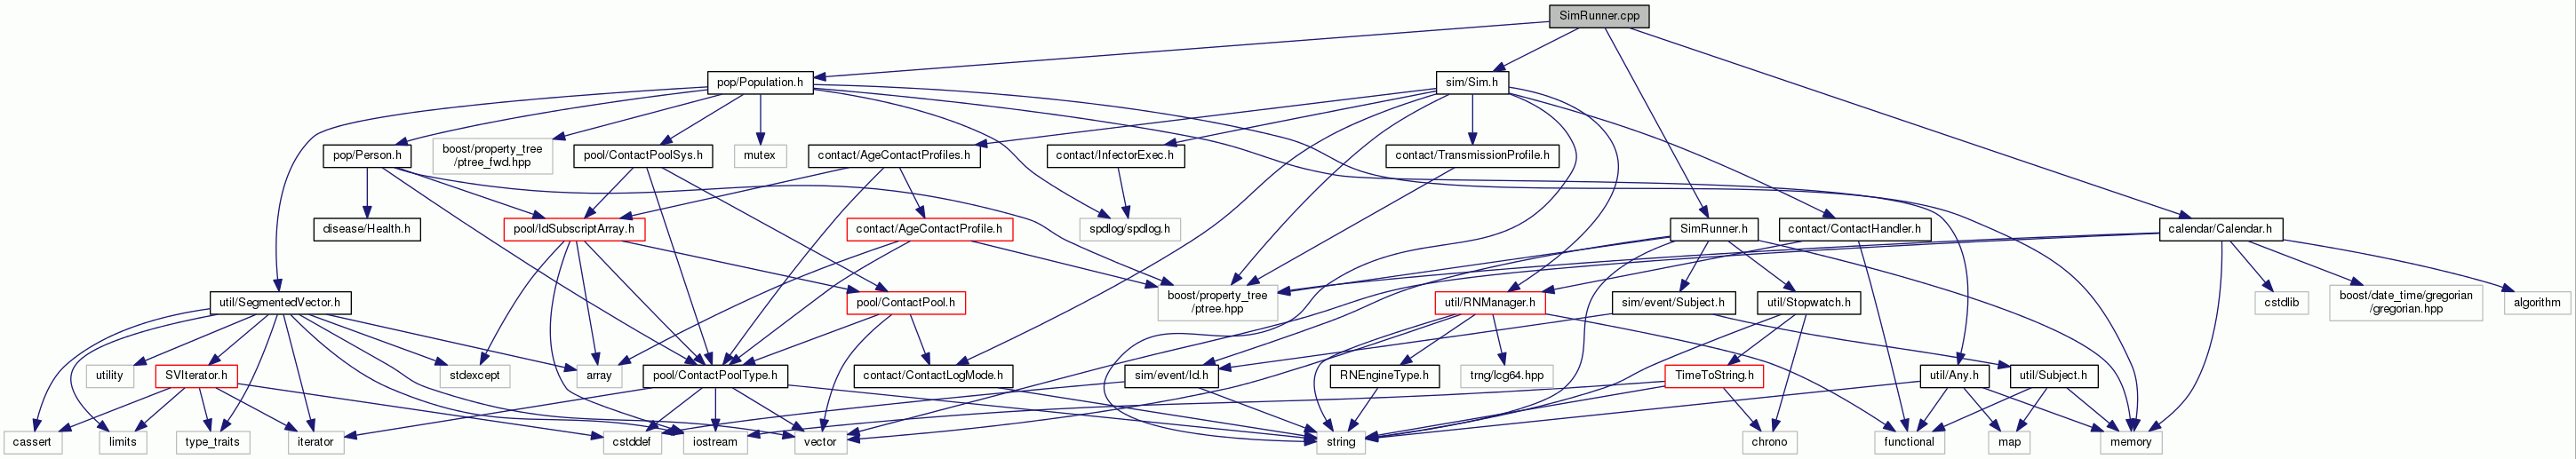 SimRunner.cpp
pop/Population.h
sim/Sim.h
pop/Person.h
boost/property_tree
/ptree_fwd.hpp
pool/ContactPoolSys.h
mutex
contact/AgeContactProfiles.h
contact/InfectorExec.h
contact/TransmissionProfile.h
disease/Health.h
pool/IdSubscriptArray.h
contact/AgeContactProfile.h
spdlog/spdlog.h
SimRunner.h
contact/ContactHandler.h
calendar/Calendar.h
util/SegmentedVector.h
pool/ContactPool.h
boost/property_tree
/ptree.hpp
util/RNManager.h
sim/event/Subject.h
util/Stopwatch.h
cstdlib
boost/date_time/gregorian
/gregorian.hpp
algorithm
utility
SVIterator.h
stdexcept
array
pool/ContactPoolType.h
contact/ContactLogMode.h
sim/event/Id.h
RNEngineType.h
trng/lcg64.hpp
TimeToString.h
util/Any.h
util/Subject.h
cassert
limits
type_traits
iterator
cstddef
iostream
vector
string
chrono
functional
map
memory